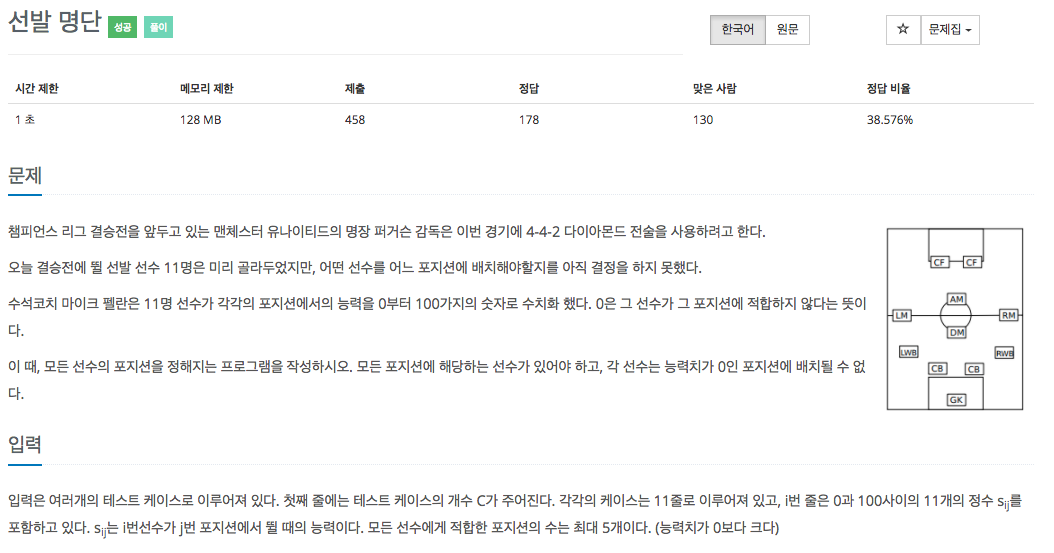 선발 명단 성공 풀이 한국어 원문 ☆ 문제집
시간 제한 메모리 제한 제출 정답 맞은 사람 정답 비율
1 초 128 MB 458 178 130 38.576%
문제
챔피언스 리그 결승전을 앞두고 있는 맨체스터 유나이티드의 명장 퍼거슨 감독은 이번 경기에 4-4-2 다이아몬드 전술을 사용하려고 한다.
오늘 결승전에 뛸 선발 선수 11명은 미리 골라두었지만, 어떤 선수를 어느 포지션에 배치해야할지를 아직 결정을 하지 못했다.
수석코치 마이크 펠란은 11명 선수가 각각의 포지션에서의 능력을 0부터 100가지의 숫자로 수치화 했다. 0은 그 선수가 그 포지션에 적합하지 않다는 뜻이
다.
이 때, 모든 선수의 포지션을 정해지는 프로그램을 작성하시오. 모든 포지션에 해당하는 선수가 있어야 하고, 각 선수는 능력치가 0인 포지션에 배치될 수 없
다.
CF CF
AM
LM RM
DM
LWB RWB
CB CB
GK
입력
입력은 여러개의 테스트 케이스로 이루어져 있다. 첫째 줄에는 테스트 케이스의 개수 C가 주어진다. 각각의 케이스는 11줄로 이루어져 있고, i번 줄은 0과 100사이의 11개의 정수 sij를
포함하고 있다. sij는 i번선수가 j번 포지션에서 뛸 때의 능력이다. 모든 선수에게 적합한 포지션의 수는 최대 5개이다. (능력치가 0보다 크다)